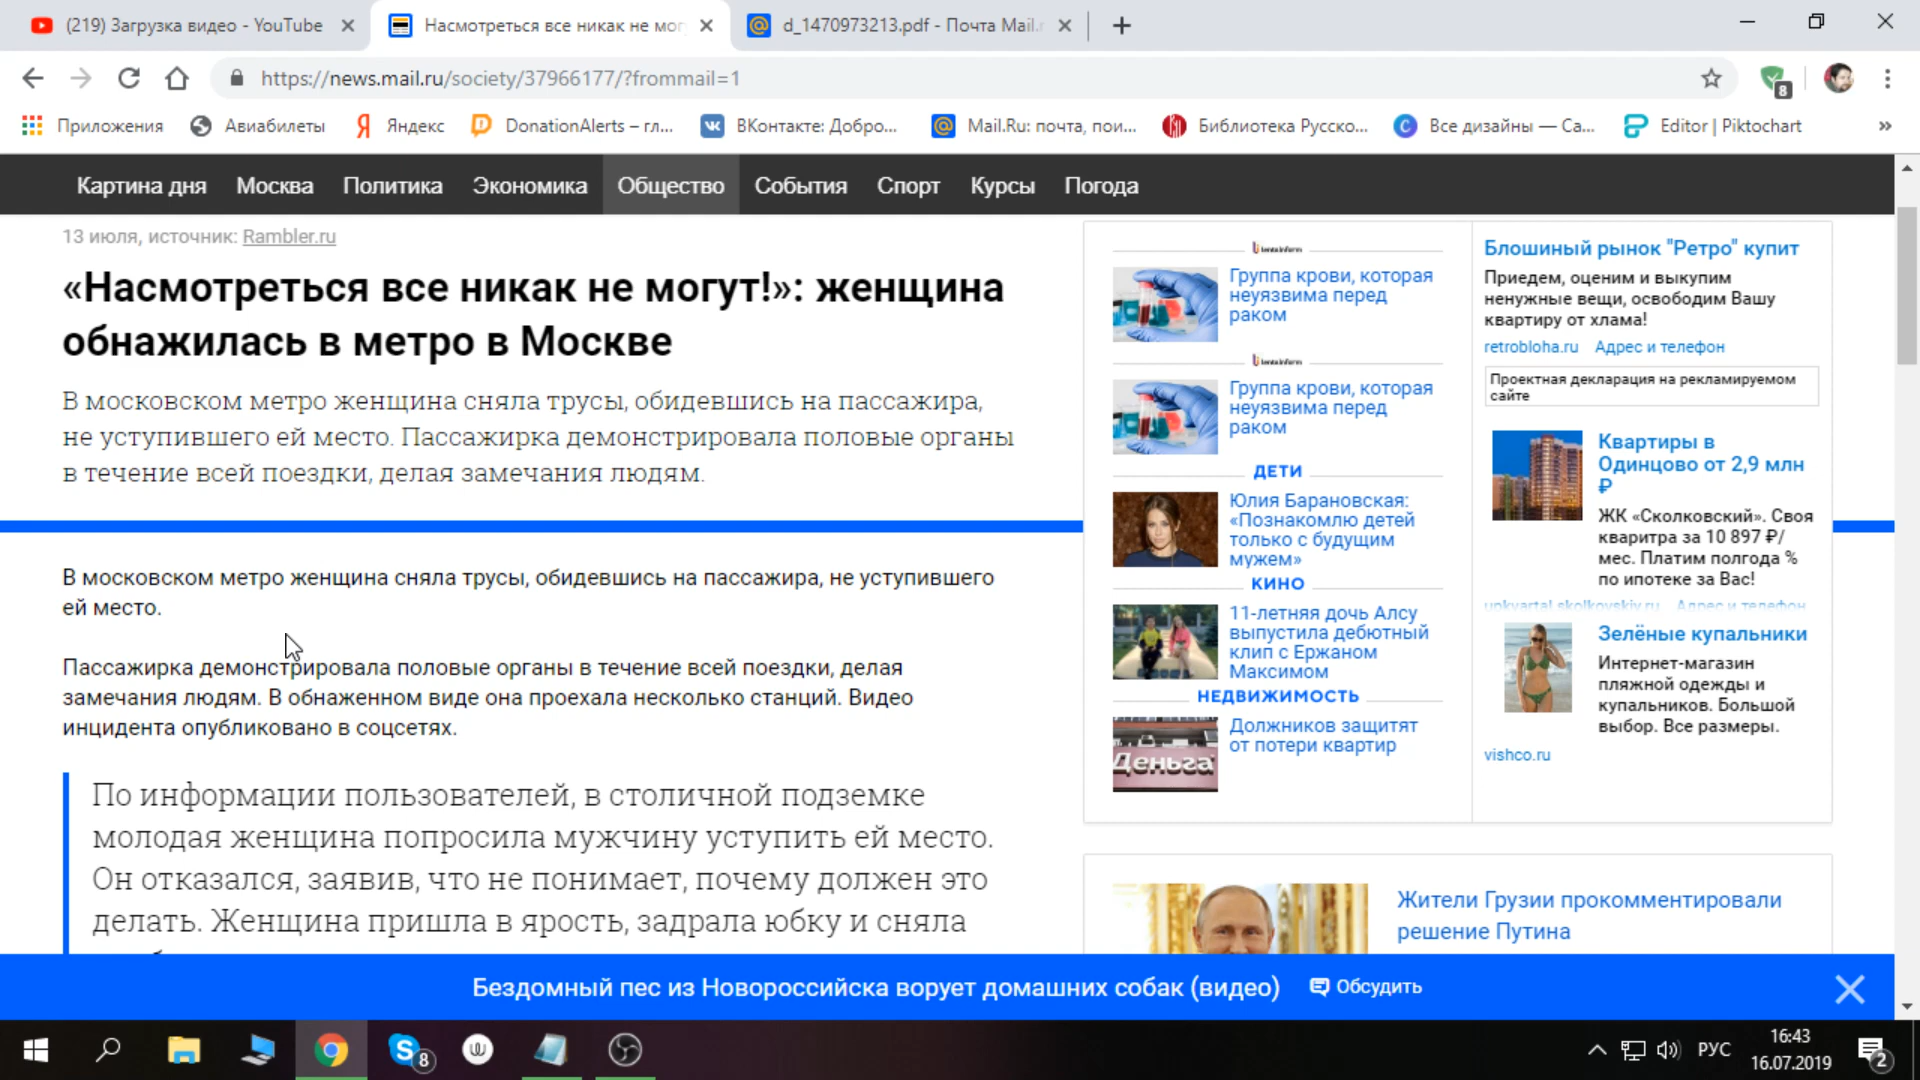 (219) Загрузка видео - YouTube
Насмотреться все никак не мог
d_1470973213.pdf - Почта Mail.r
https://news.mail.ru/society/37966177/?frommail=1
8
Приложения
Авиабилеты
Яндекс
DonationAlerts – гл...
ВКонтакте: Добро...
Mail.Ru: почта, пои...
Библиотека Русско...
Все дизайны — Ca...
Editor | Piktochart
Картина дня Москва Политика Экономика Общество События Спорт Курсы Погода
13 июля, источник: Rambler.ru
«Насмотреться все никак не могут!»: женщина
обнажилась в метро в Москве
В московском метро женщина сняла трусы, обидевшись на пассажира,
не уступившего ей место. Пассажирка демонстрировала половые органы
в течение всей поездки, делая замечания людям.
В московском метро женщина сняла трусы, обидевшись на пассажира, не уступившего
ей место.
Пассажирка демонстрировала половые органы в течение всей поездки, делая
замечания людям. В обнаженном виде она проехала несколько станций. Видео
инцидента опубликовано в соцсетях.
По информации пользователей, в столичной подземке
молодая женщина попросила мужчину уступить ей место.
Он отказался, заявив, что не понимает, почему должен это
делать. Женщина пришла в ярость, задрала юбку и сняла
lentainform
Группа крови, которая
неуязвима перед
раком
lentainform
Группа крови, которая
неуязвима перед
раком
ДЕТИ
Юлия Барановская:
«Познакомлю детей
только с будущим
мужем»
КИНО
11-летняя дочь Алсу
выпустила дебютный
клип с Ержаном
Максимом
НЕДВИЖИМОСТЬ
Должников защитят
от потери квартир
Деньга
Блошиный рынок "Ретро" купит
Приедем, оценим и выкупим
ненужные вещи, освободим Вашу
квартиру от хлама!
retrobloha.ru Адрес и телефон
Проектная декларация на рекламируемом
сайте
Квартиры в
Одинцово от 2,9 млн
₽
ЖК «Сколковский». Своя
кваритра за 10 897 ₽/
мес. Платим полгода %
по ипотеке за Вас!
upkvartal.skolkovskiy.ru Адрес и телефон
Зелёные купальники
Интернет-магазин
пляжной одежды и
купальников. Большой
выбор. Все размеры.
vishco.ru
Жители Грузии прокомментировали
решение Путина
Бездомный пес из Новороссийска ворует домашних собак (видео) Обсудить
8
РУС
16:43
16.07.2019
2